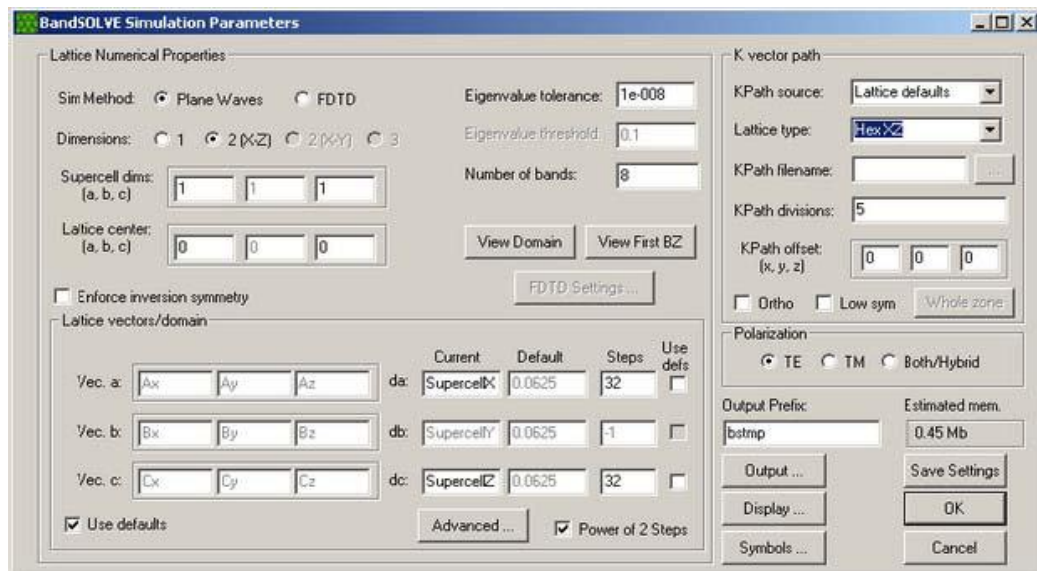 BandSOLVE Simulation Parameters
Lattice Numerical Properties
Sim Method: Plane Waves FDTD
Dimensions: 1 2 (X-Z) 2 (X-Y) 3
Supercell dims:
(a, b, c)
1 1 1
Lattice center:
(a, b, c)
0 0 0
Enforce inversion symmetry
Eigenvalue tolerance: 1e-008
Eigenvalue threshold: 0.1
Number of bands: 8
View Domain View First BZ
FDTD Settings ...
Lattice vectors/domain
Current Default Steps Use
defs
Vec. a: Ax Ay Az da: SupercellX 0.0625 32
Vec. b: Bx By Bz db: SupercellY 0.0625 -1
Vec. c: Cx Cy Cz dc: SupercellZ 0.0625 32
Use defaults Advanced ... Power of 2 Steps
K vector path
KPath source: Lattice defaults
Lattice type: Hex XZ
KPath filename: ...
KPath divisions: 5
KPath offset:
(x, y, z)
0 0 0
Ortho Low sym Whole zone
Polarization
TE TM Both/Hybrid
Output Prefix: Estimated mem.
bstmp 0.45 Mb
Output ... Save Settings
Display ... OK
Symbols ... Cancel